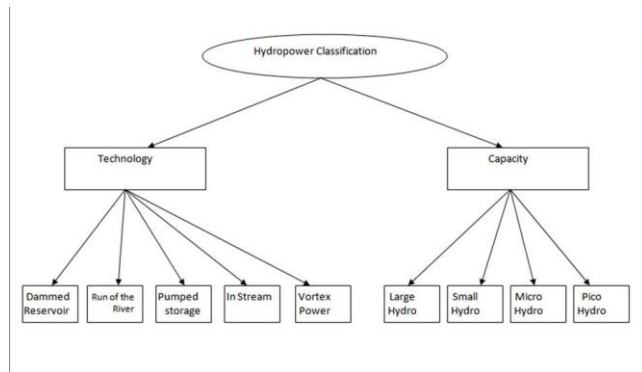 Hydropower Classification
Technology
Capacity
Dammed
Reservoir
Run of the
River
Pumped
storage
In Stream
Vortex
Power
Large
Hydro
Small
Hydro
Micro
Hydro
Pico
Hydro